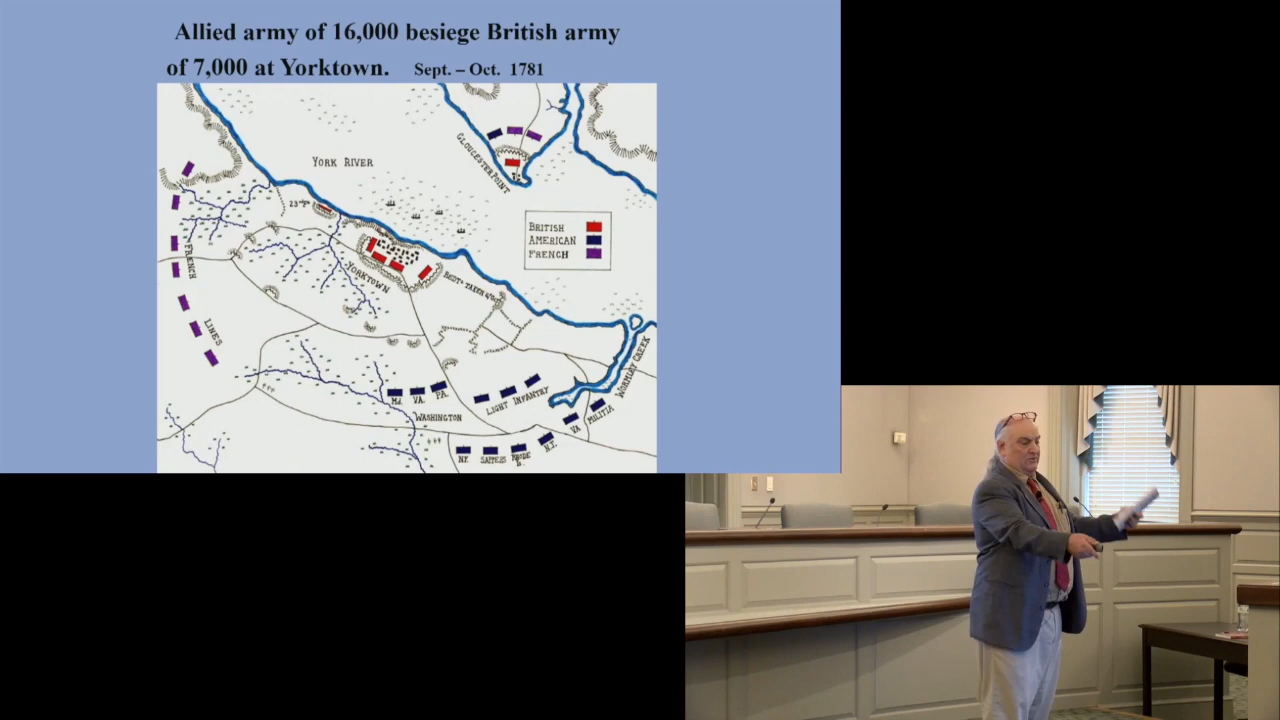 Allied army of 16,000 besiege British army
of 7,000 at Yorktown. Sept. – Oct. 1781
GLOUCESTER POINT
YORK RIVER
BRITISH
AMERICAN
FRENCH
YORKTOWN
FRENCH
LINES
WORMLEY CREEK
N.J.
VA.
PA.
LIGHT INFANTRY
WASHINGTON
VA
MILITIA
N.Y.
SAPPERS